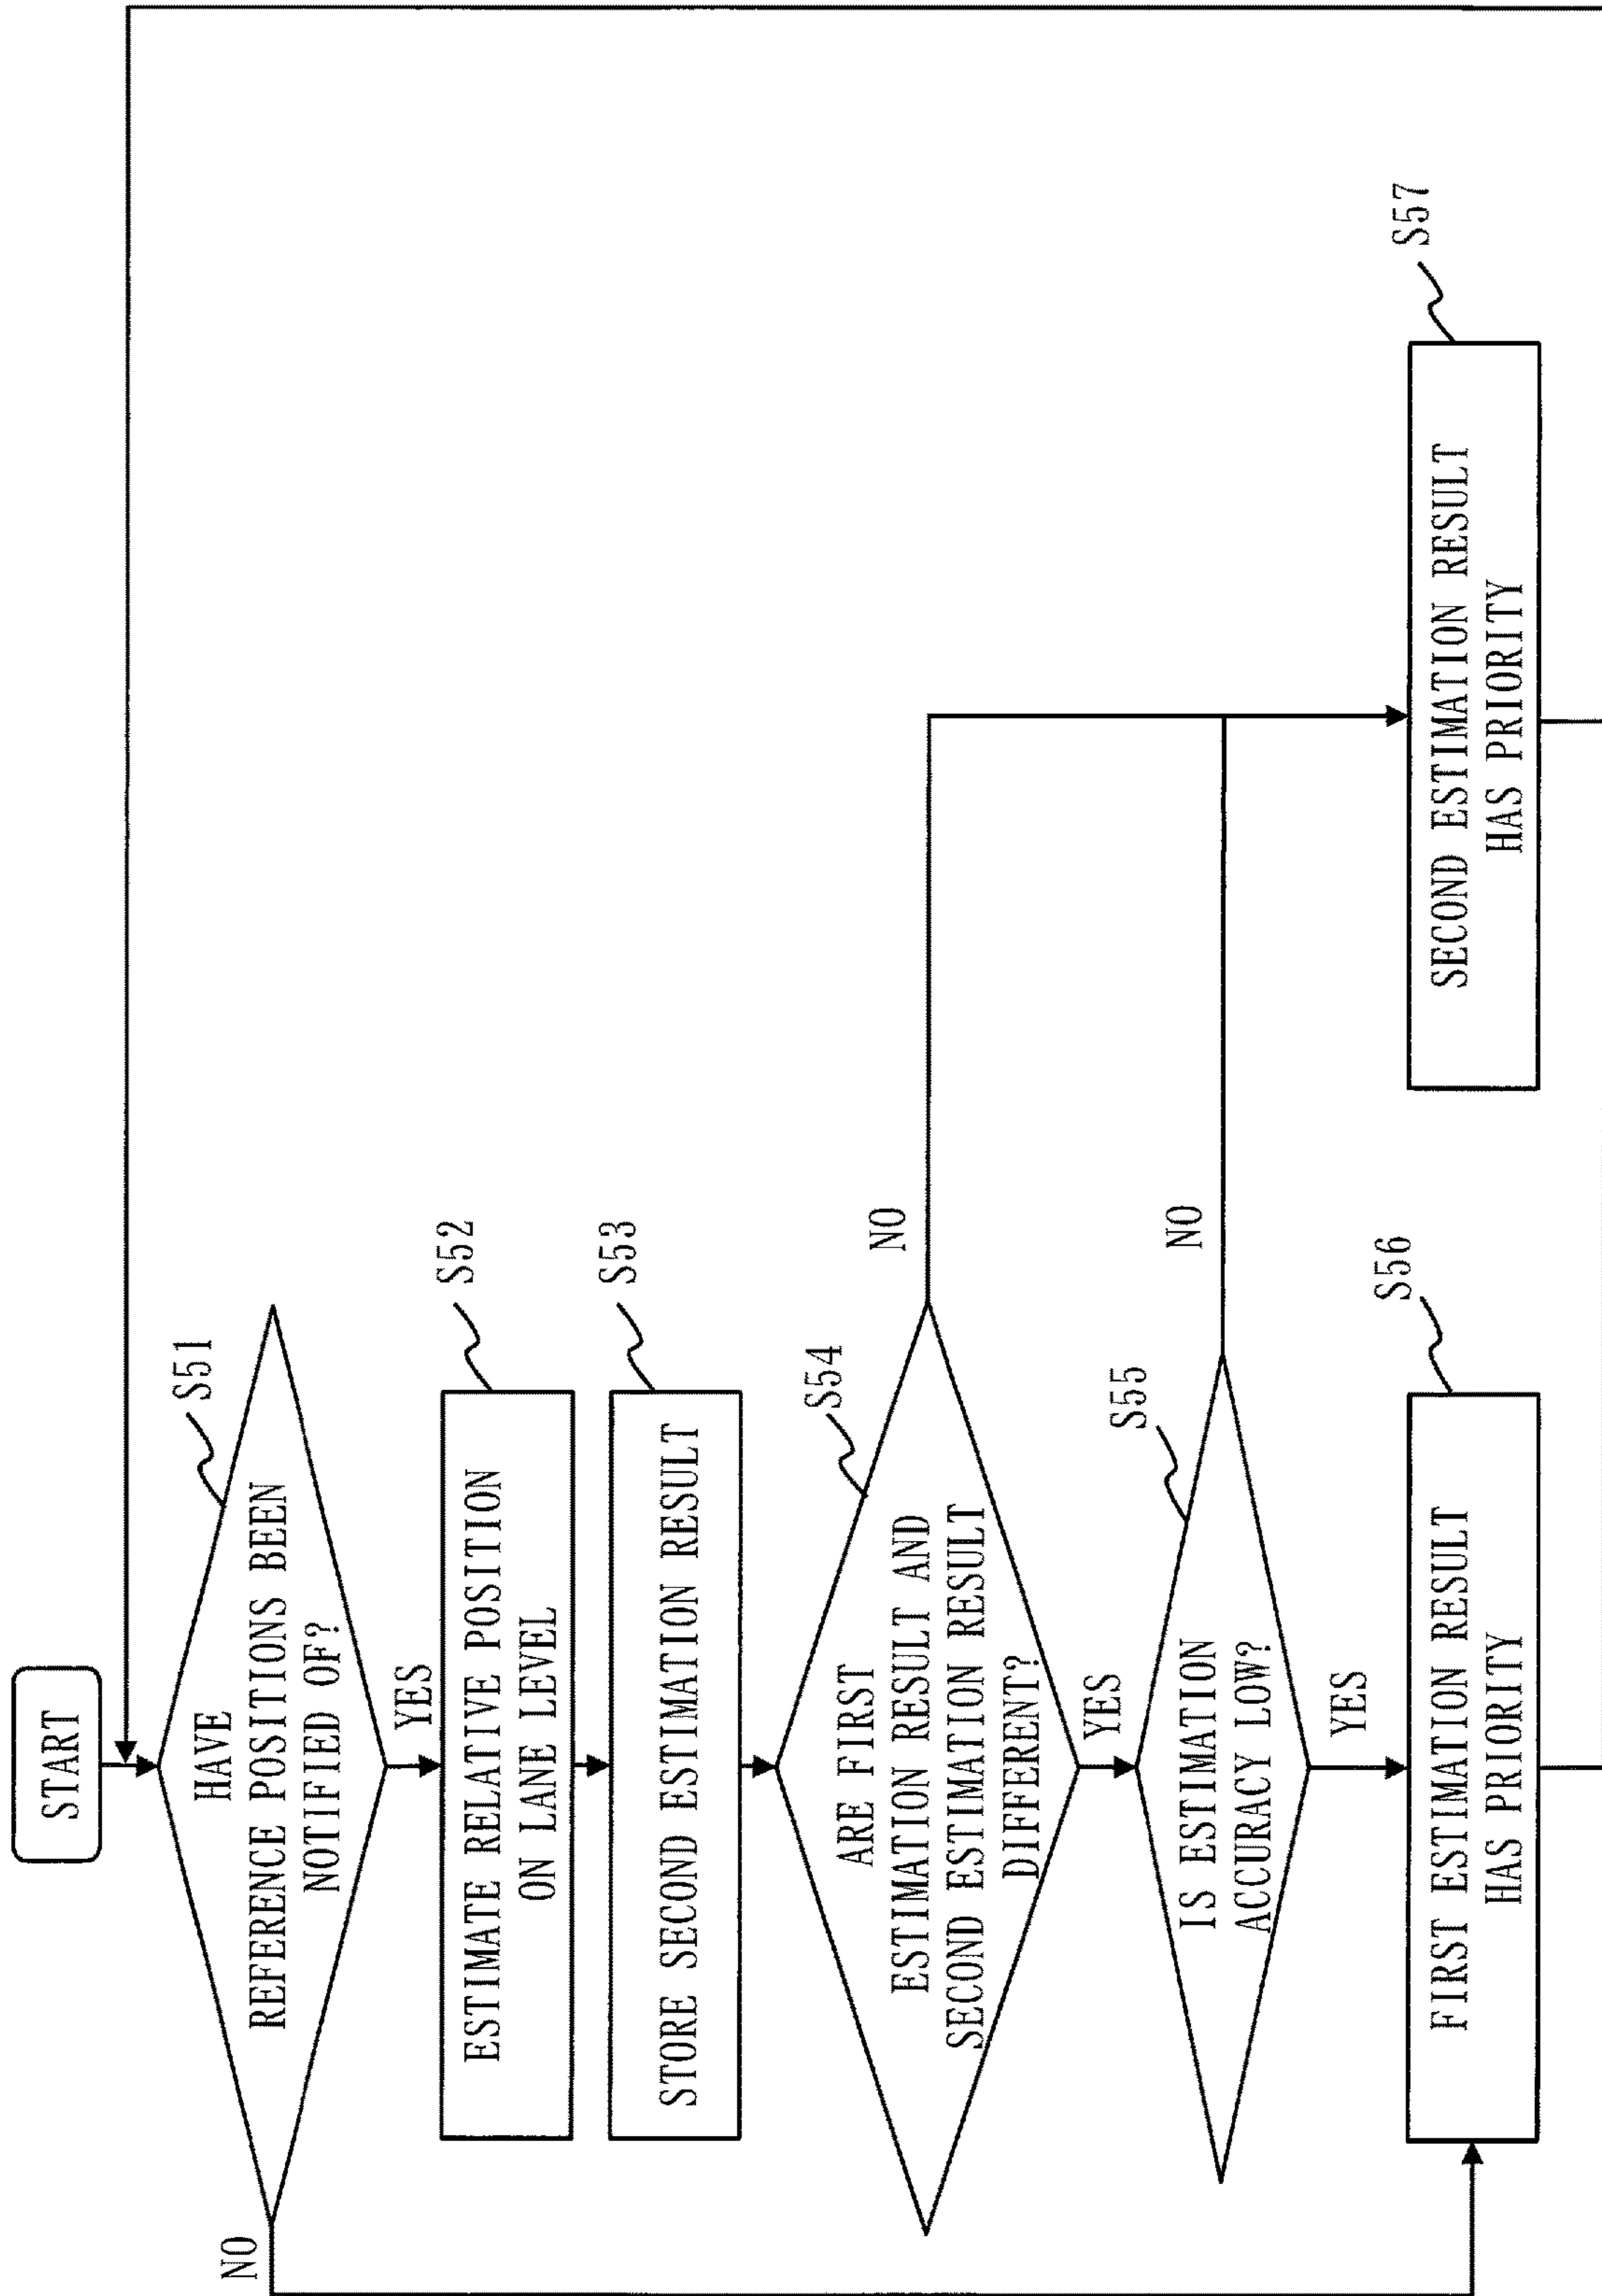 START
HAVE
REFERENCE POSITIONS BEEN
NOTIFIED OF?
S51
NO
YES
ESTIMATE RELATIVE POSITION
ON LANE LEVEL
S52
STORE SECOND ESTIMATION RESULT
S53
ARE FIRST
ESTIMATION RESULT AND
SECOND ESTIMATION RESULT
DIFFERENT?
S54
NO
YES
IS ESTIMATION
ACCURACY LOW?
S55
NO
YES
FIRST ESTIMATION RESULT
HAS PRIORITY
S56
SECOND ESTIMATION RESULT
HAS PRIORITY
S57